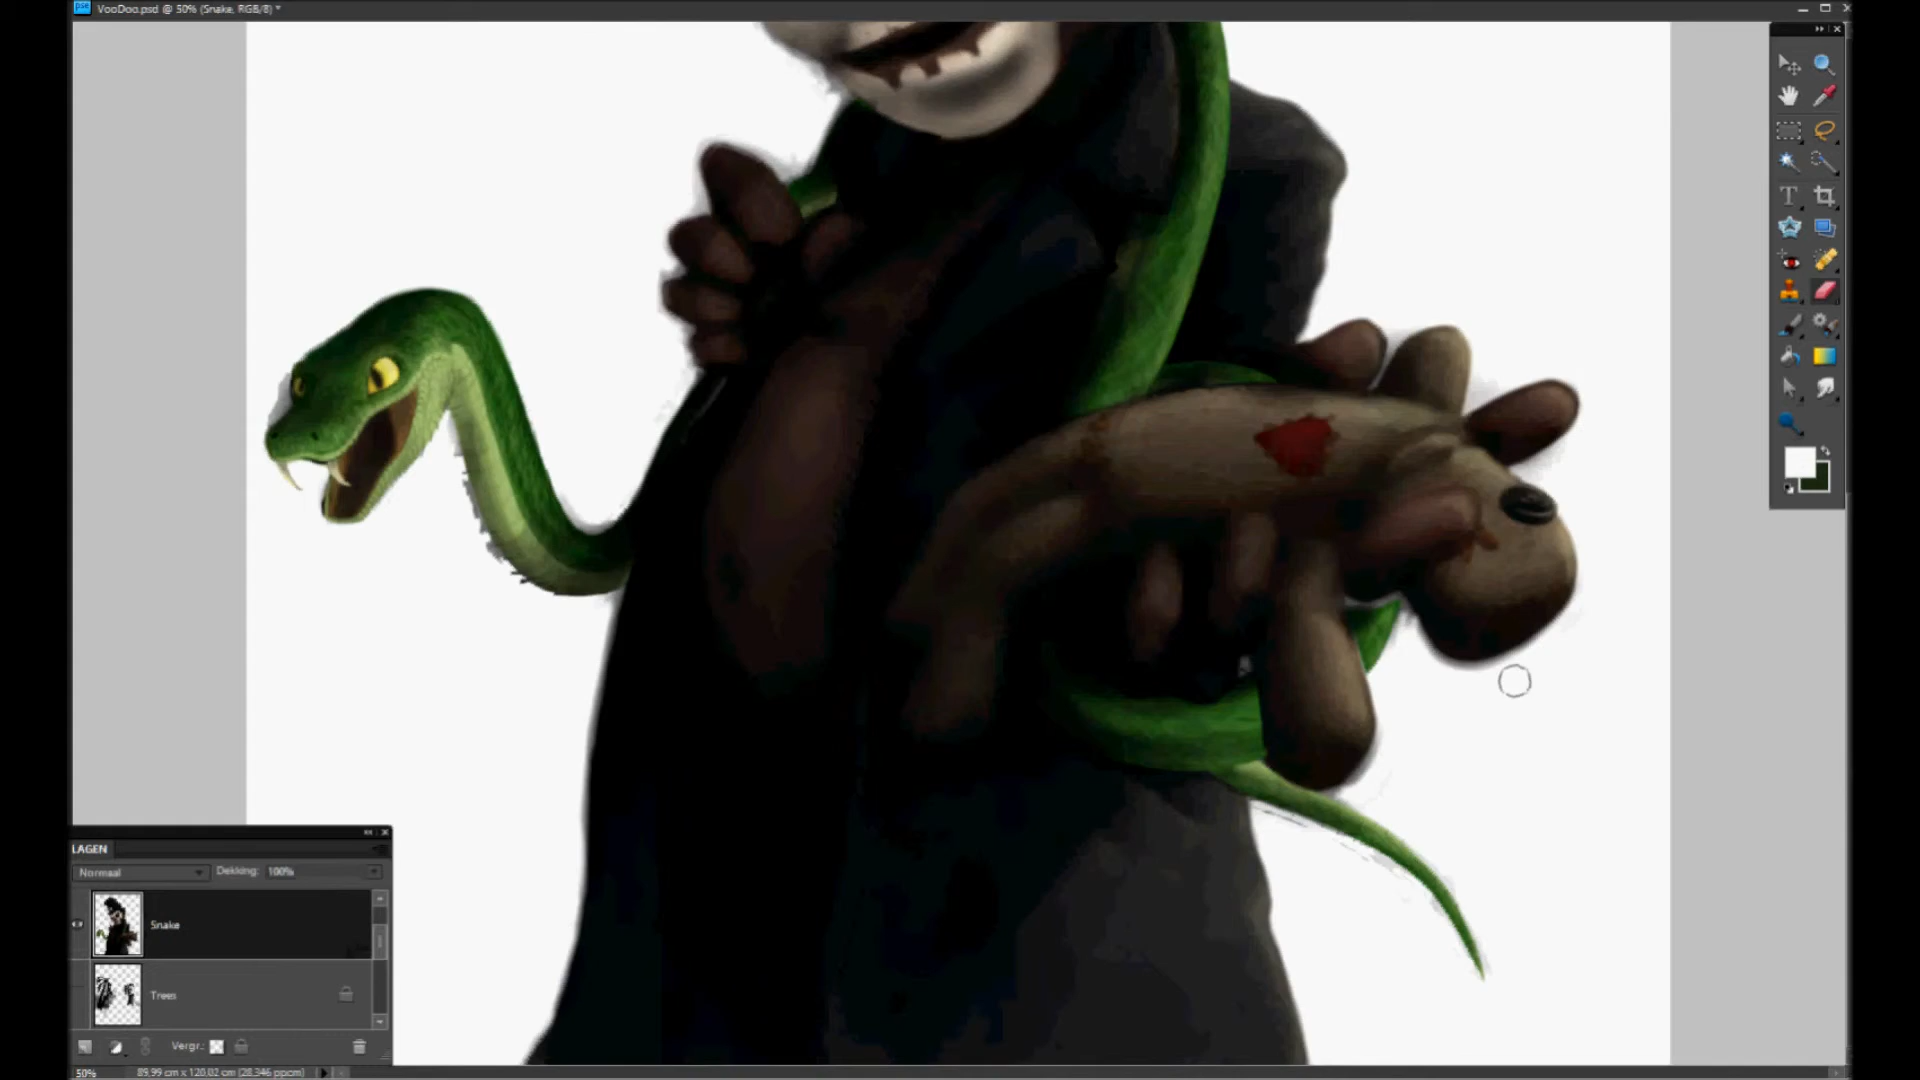 pse VooDoo.psd @ 50% (Snake, RGB/8) *
LAGEN
Normaal Dekking: 100%
Snake
Trees
Vergr.:
50% 89,99 cm x 120,02 cm (28,346 ppcm)